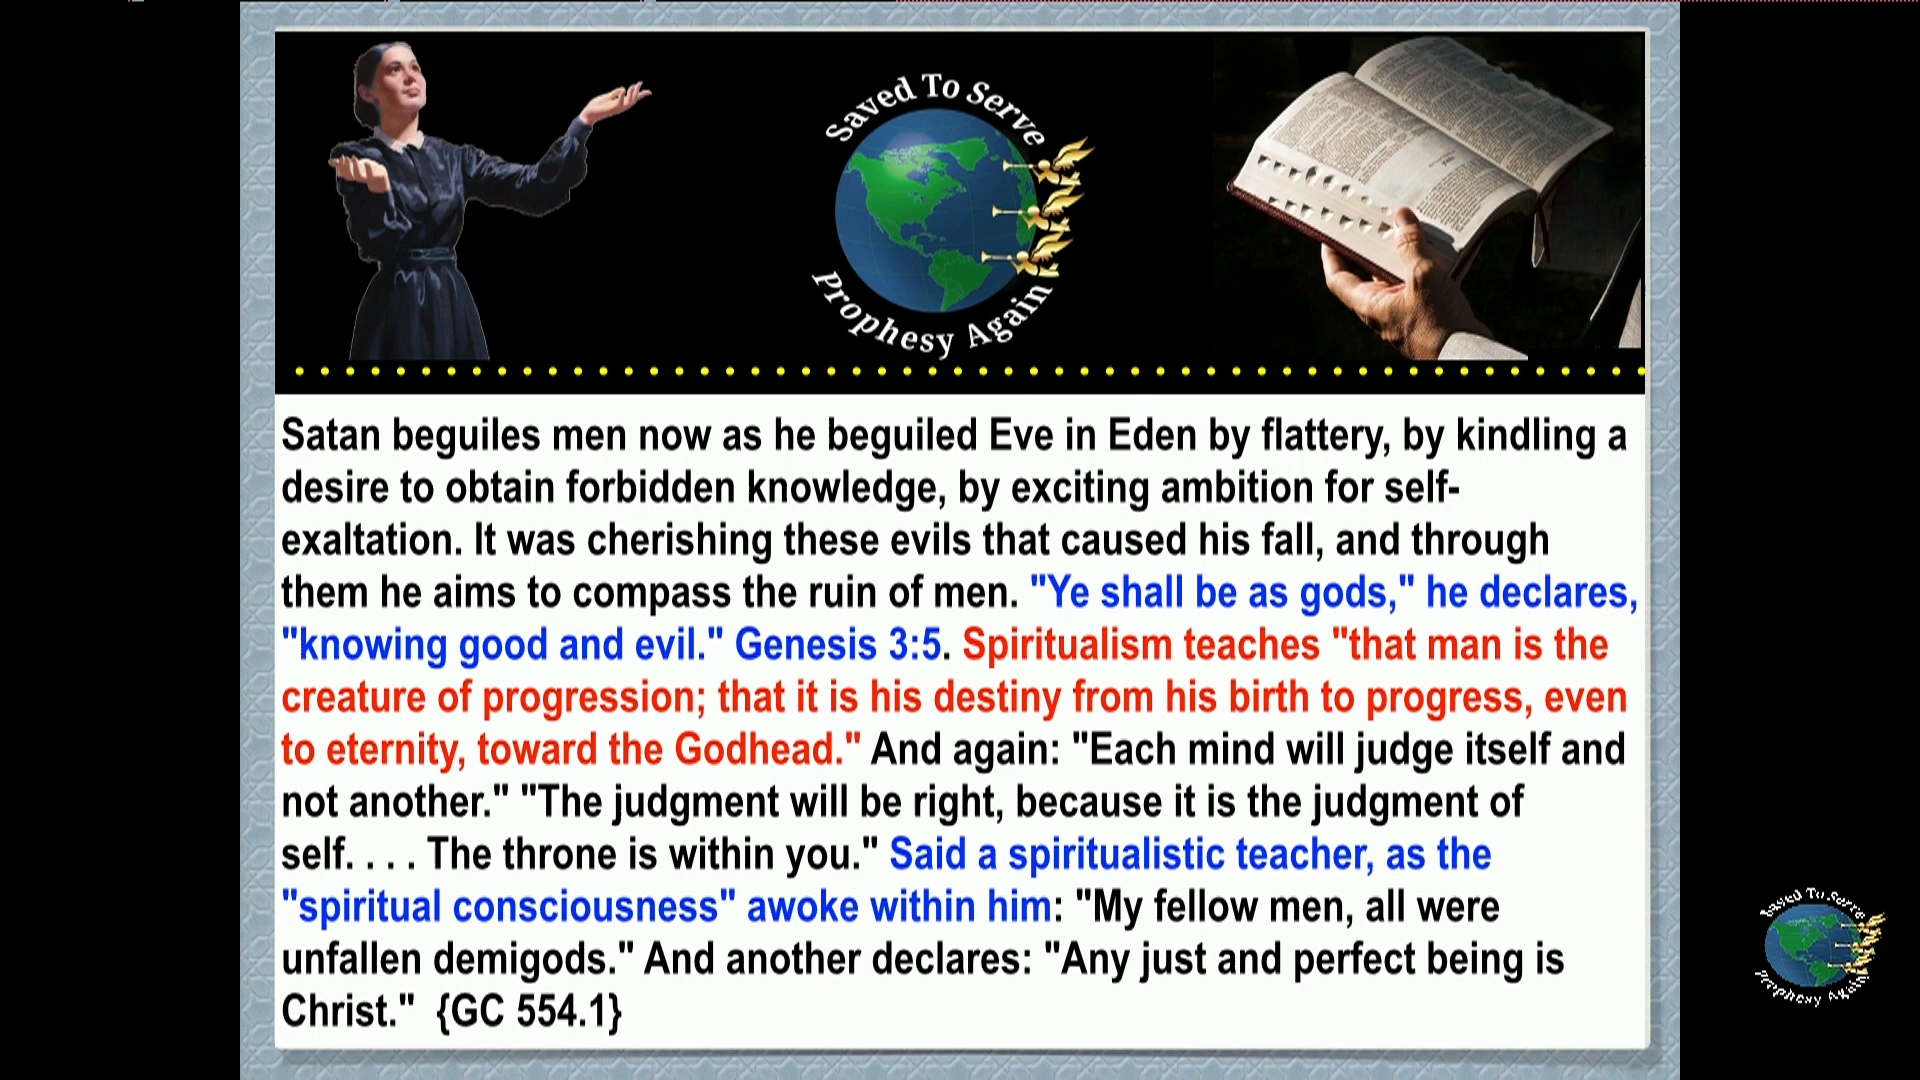 Saved To Serve
Prophesy Again
Satan beguiles men now as he beguiled Eve in Eden by flattery, by kindling a
desire to obtain forbidden knowledge, by exciting ambition for self-
exaltation. It was cherishing these evils that caused his fall, and through
them he aims to compass the ruin of men. "Ye shall be as gods," he declares,
"knowing good and evil." Genesis 3:5. Spiritualism teaches "that man is the
creature of progression; that it is his destiny from his birth to progress, even
to eternity, toward the Godhead." And again: "Each mind will judge itself and
not another." "The judgment will be right, because it is the judgment of
self. . . . The throne is within you." Said a spiritualistic teacher, as the
"spiritual consciousness" awoke within him: "My fellow men, all were
unfallen demigods." And another declares: "Any just and perfect being is
Christ."  {GC 554.1}
Saved To Serve
Prophesy Again